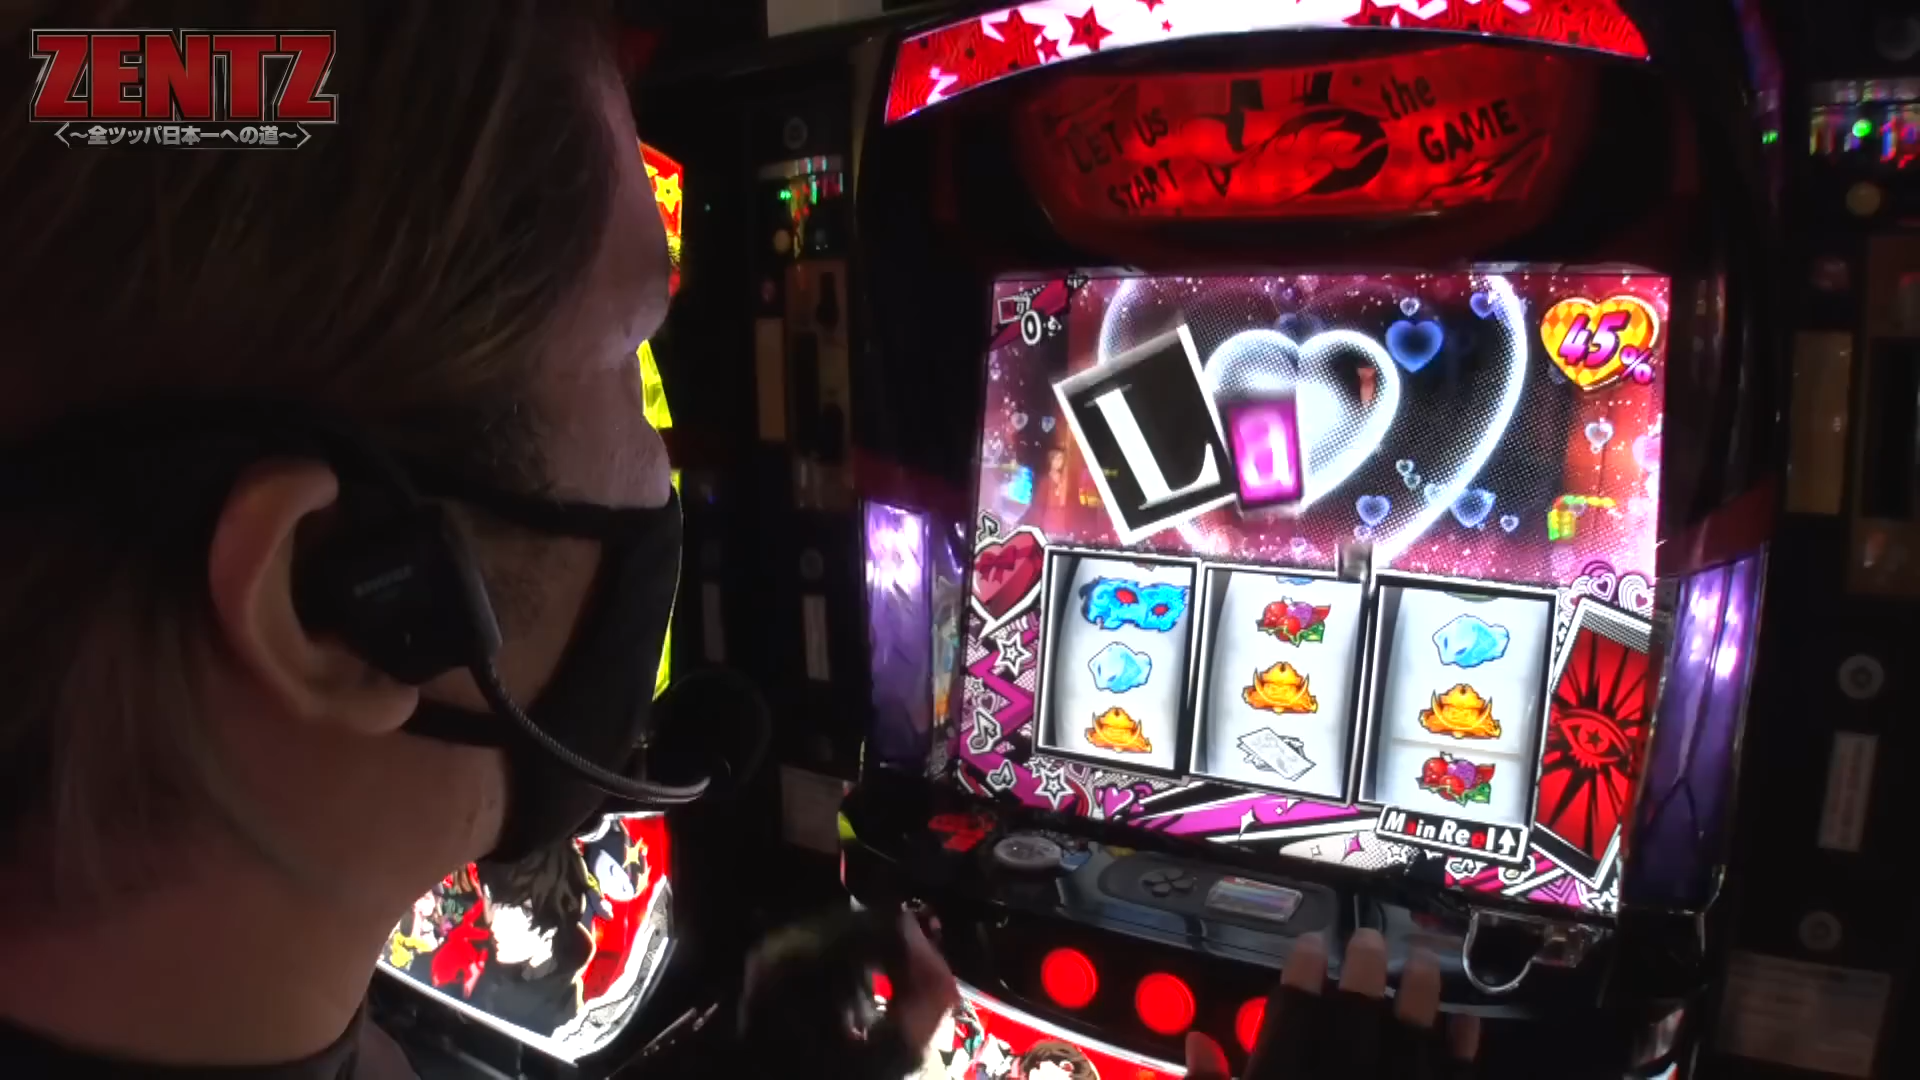 ZENTZ
〈～全ツッパ日本一への道～〉
LET US
START
the
GAME
0
45%
L
a
Main Reel↑